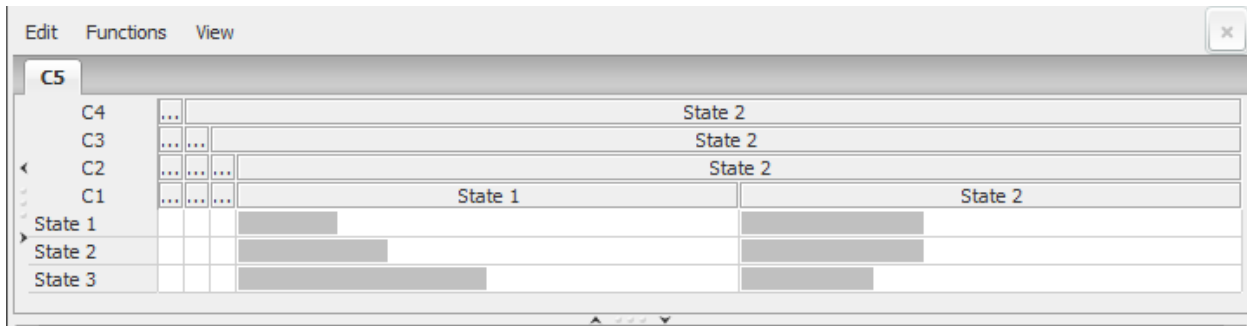 Edit Functions View
C5
C4 ... State 2
C3 ... ... State 2
C2 ... ... ... State 2
C1 ... ... ... State 1 State 2
State 1
State 2
State 3